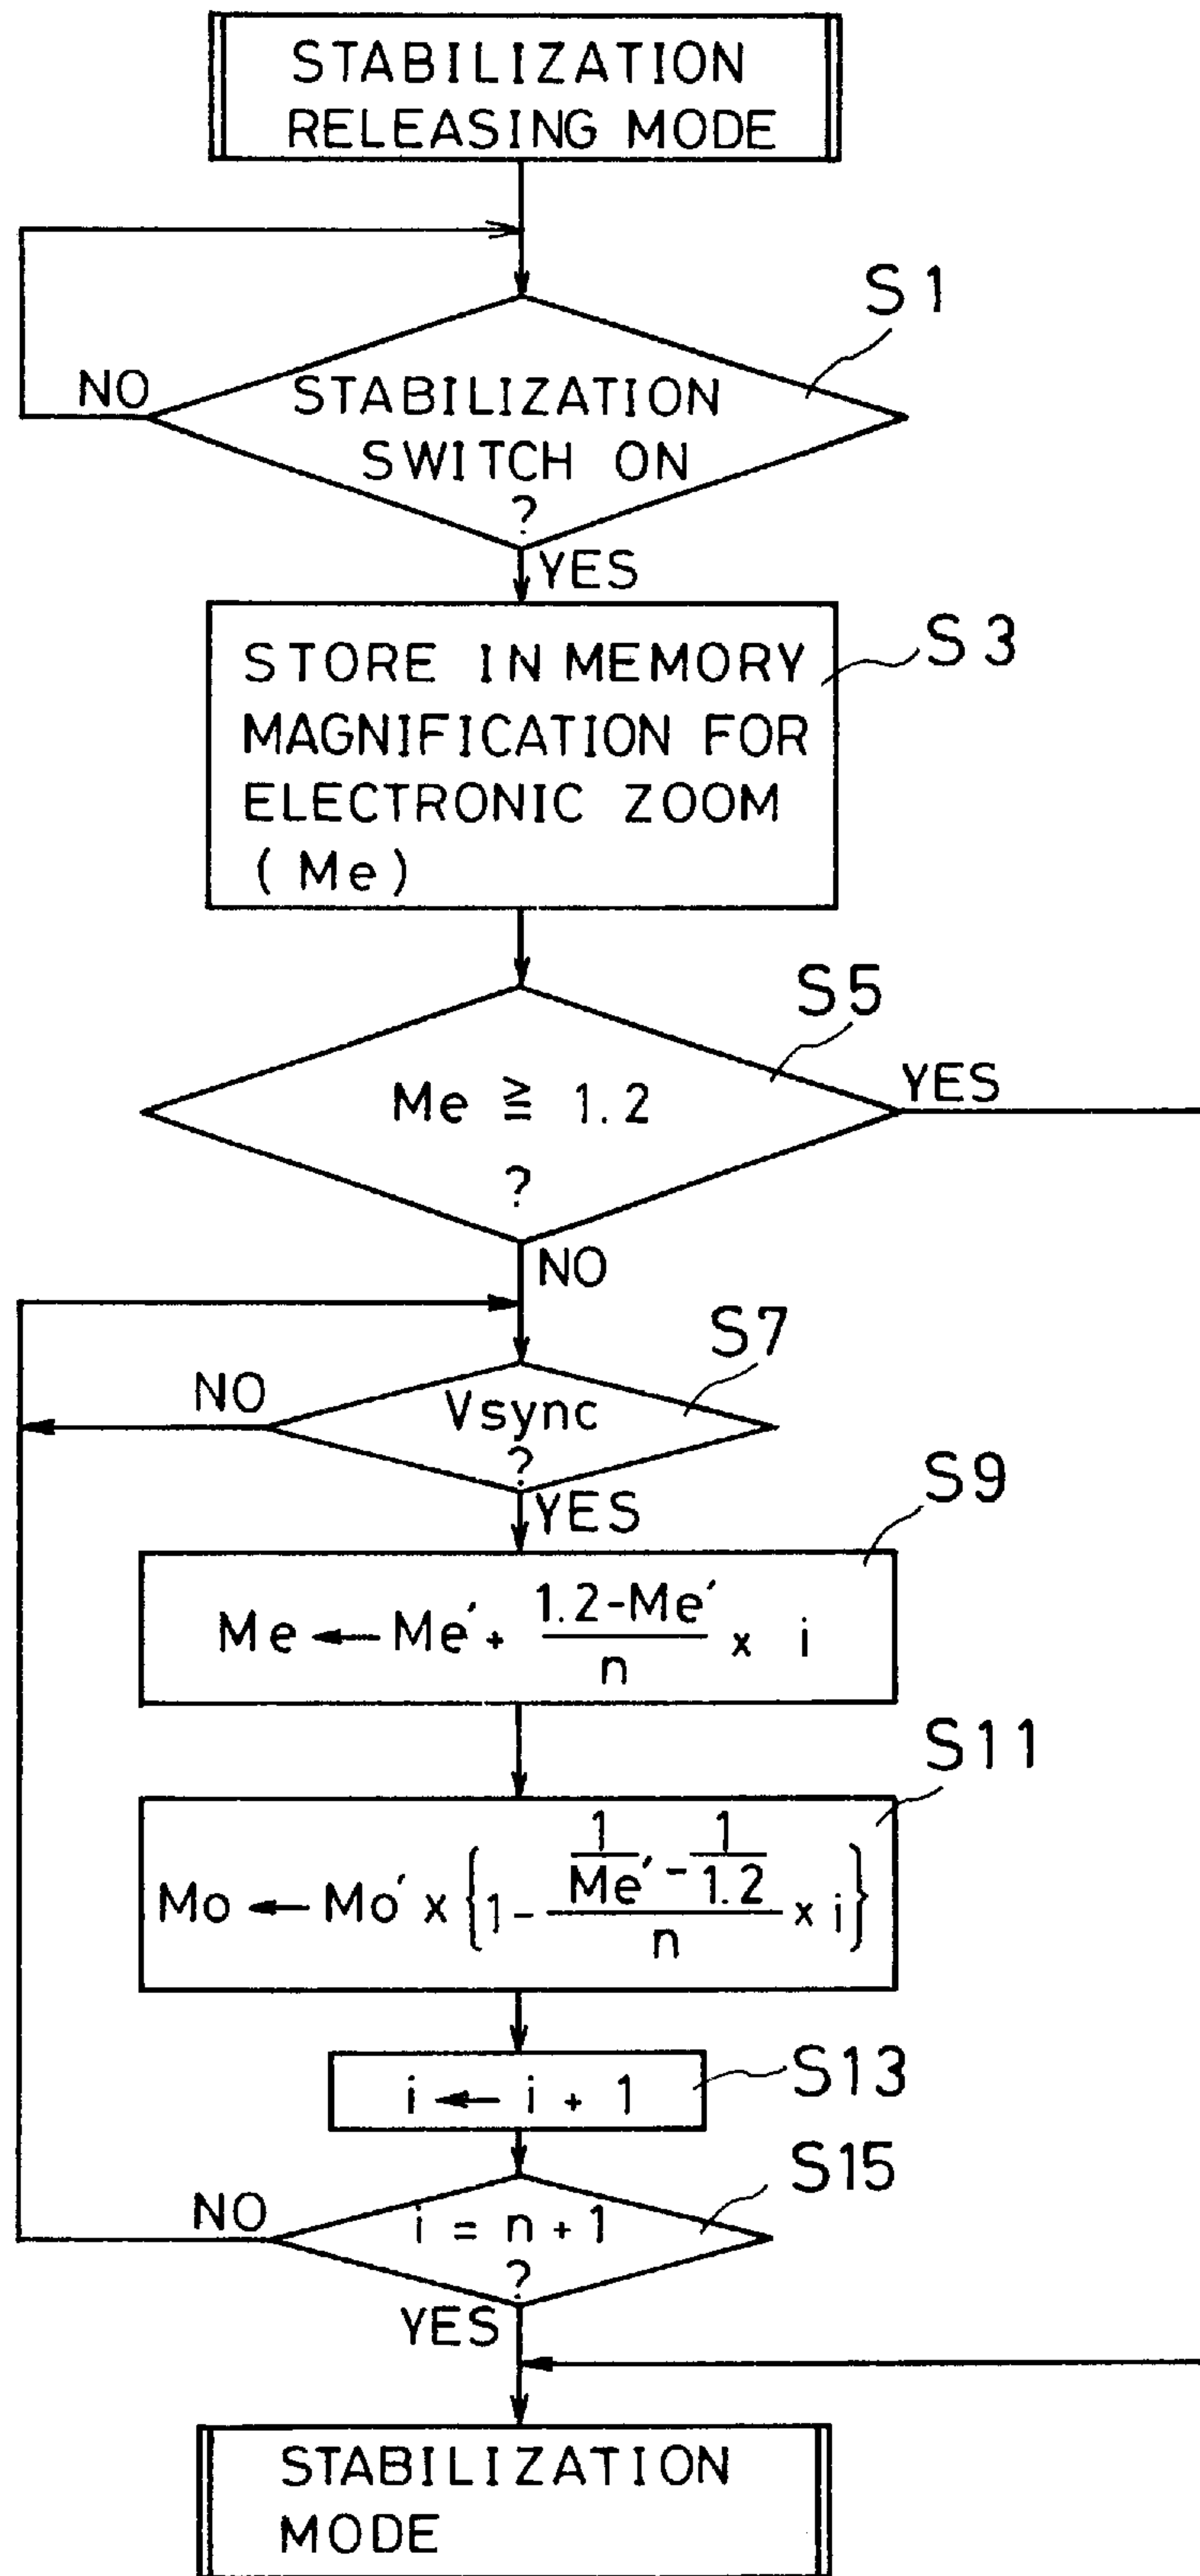 STABILIZATION
RELEASING MODE
S1
NO
STABILIZATION
SWITCH ON
?
YES
S3
STORE IN MEMORY
MAGNIFICATION FOR
ELECTRONIC ZOOM
(Me)
S5
YES
Me ≧ 1.2
?
NO
S7
NO
Vsync
?
YES
S9
Me ← Me′ + (1.2-Me′)/n × i
S11
Mo ← Mo′ × {1 - (1/Me′ - 1/1.2)/n × i}
S13
i ← i + 1
S15
NO
i = n + 1
?
YES
STABILIZATION
MODE